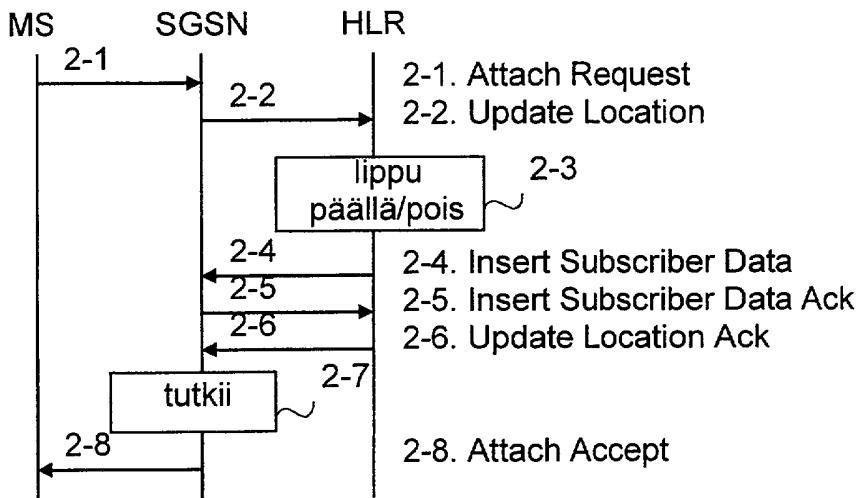 MS SGSN HLR
2-1
2-1. Attach Request
2-2
2-2. Update Location
lippu
päällä/pois
2-3
2-4
2-4. Insert Subscriber Data
2-5
2-5. Insert Subscriber Data Ack
2-6
2-6. Update Location Ack
tutkii
2-7
2-8
2-8. Attach Accept